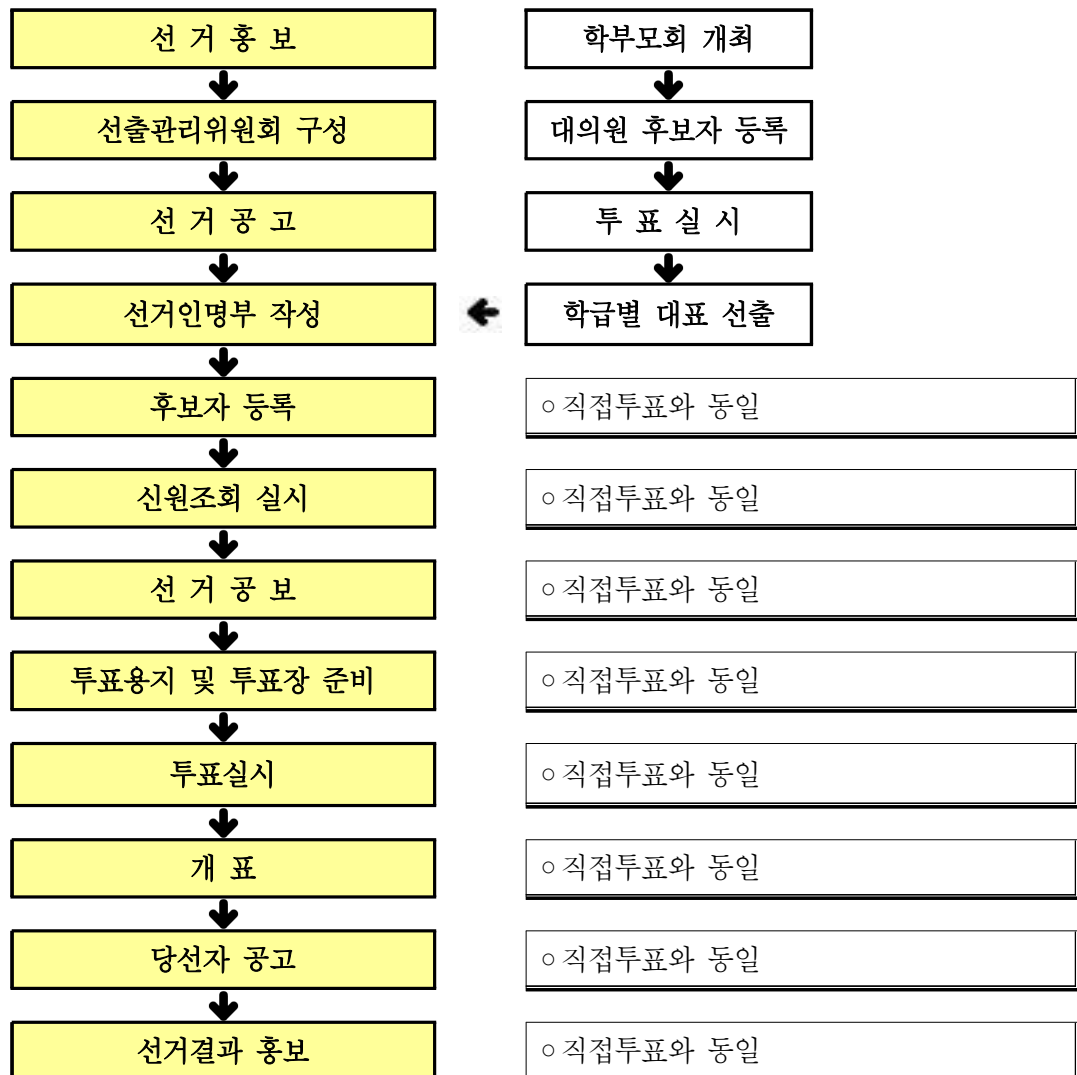 선 거 홍 보
학부모회 개최
선출관리위원회 구성
대의원 후보자 등록
선 거 공 고
투 표 실 시
선거인명부 작성
학급별 대표 선출
후보자 등록
○ 직접투표와 동일
신원조회 실시
○ 직접투표와 동일
선 거 공 보
○ 직접투표와 동일
투표용지 및 투표장 준비
○ 직접투표와 동일
투표실시
○ 직접투표와 동일
개 표
○ 직접투표와 동일
당선자 공고
○ 직접투표와 동일
선거결과 홍보
○ 직접투표와 동일